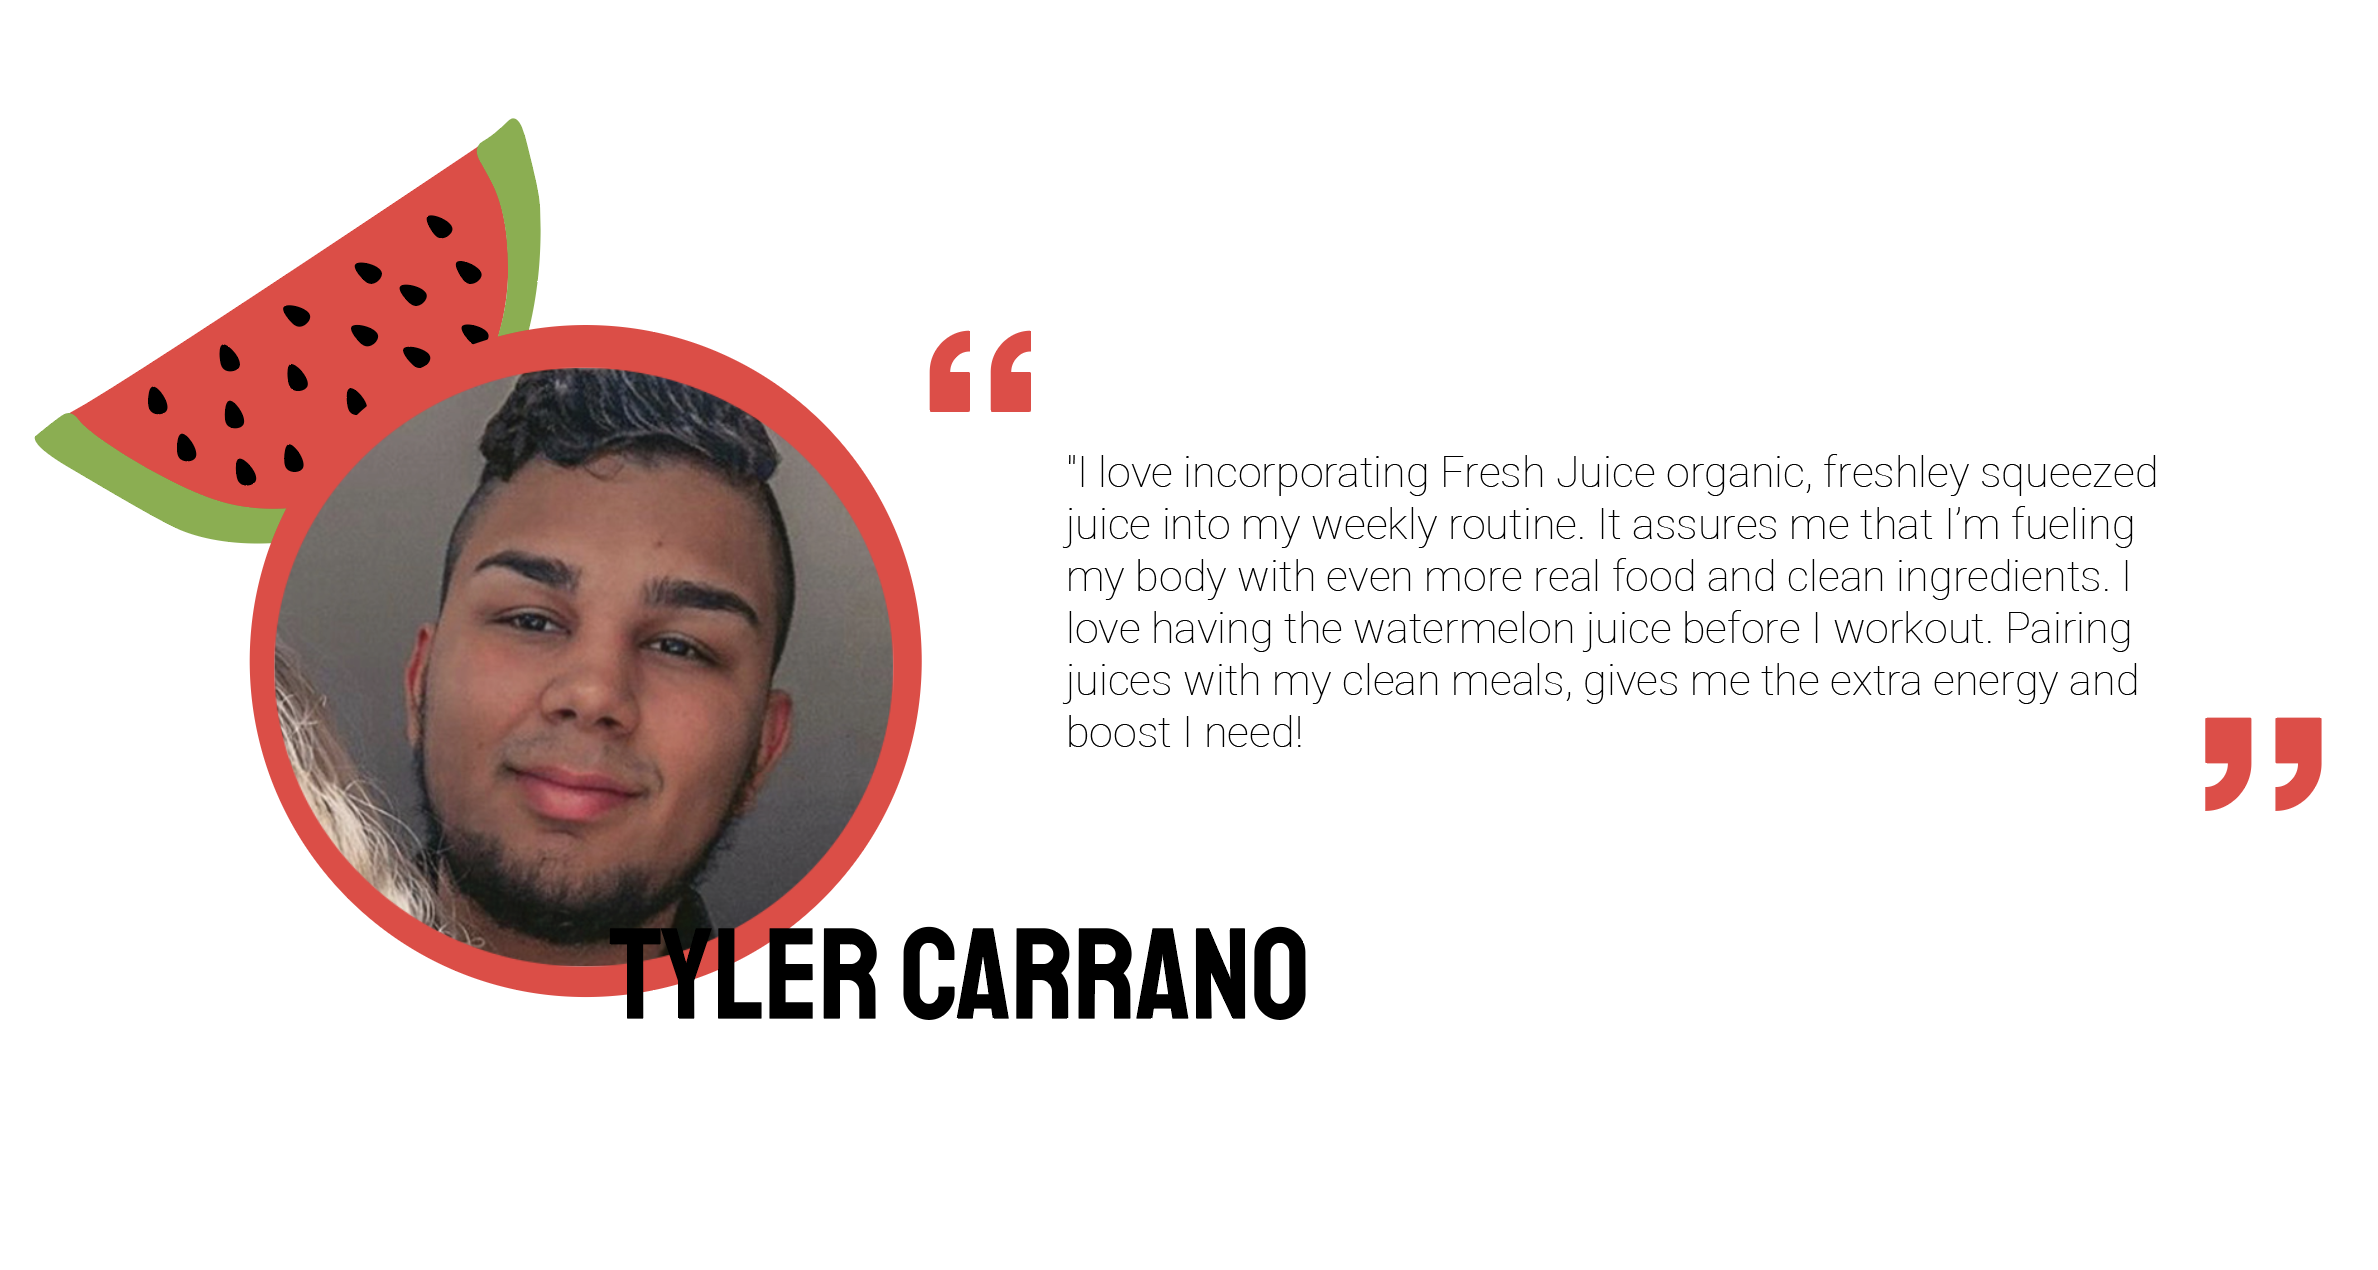 "I love incorporating Fresh Juice organic, freshley squeezed
juice into my weekly routine. It assures me that I’m fueling
my body with even more real food and clean ingredients. I
love having the watermelon juice before I workout. Pairing
juices with my clean meals, gives me the extra energy and
boost I need!
TYLER CARRANO